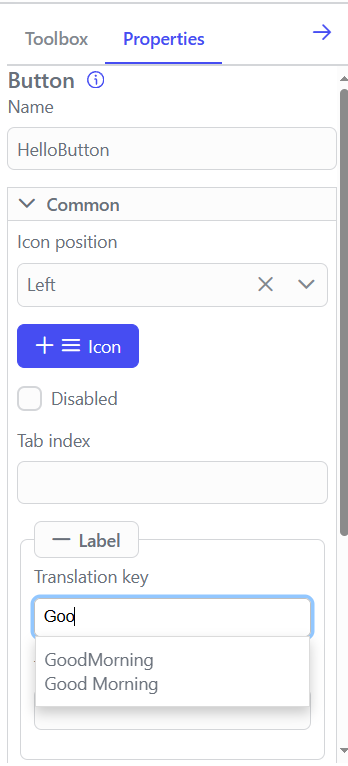 Toolbox Properties
Button
Name
HelloButton
Common
Icon position
Left
Icon
Disabled
Tab index
Label
Translation key
Goo
GoodMorning
Good Morning